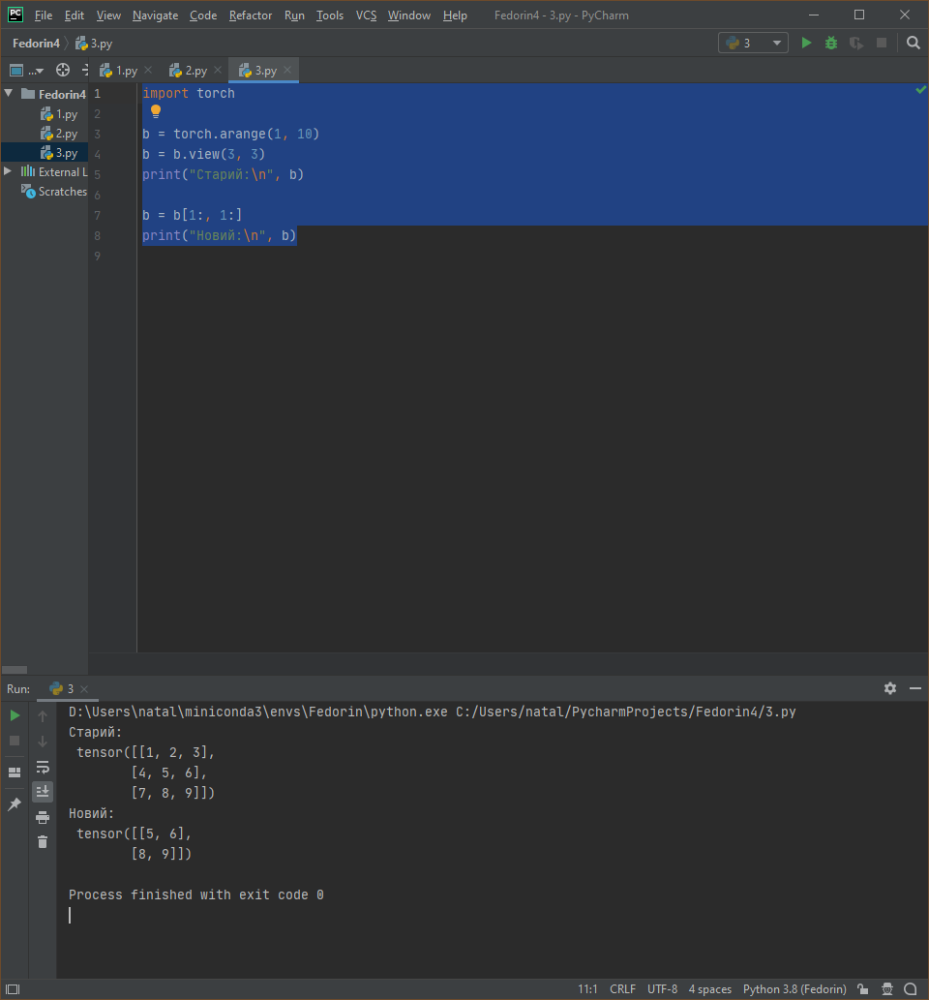 PC File Edit View Navigate Code Refactor Run Tools VCS Window Help Fedorin4 - 3.py - PyCharm
Fedorin4 3.py 3
... 1.py 2.py 3.py
Fedorin4
1.py
2.py
3.py
External L
Scratches
1 import torch
2
3 b = torch.arange(1, 10)
4 b = b.view(3, 3)
5 print("Старий:\n", b)
6
7 b = b[1:, 1:]
8 print("Новий:\n", b)
9
Run: 3
D:\Users\natal\miniconda3\envs\Fedorin\python.exe C:/Users/natal/PycharmProjects/Fedorin4/3.py
Старий:
tensor([[1, 2, 3],
[4, 5, 6],
[7, 8, 9]])
Новий:
tensor([[5, 6],
[8, 9]])
Process finished with exit code 0
11:1 CRLF UTF-8 4 spaces Python 3.8 (Fedorin)